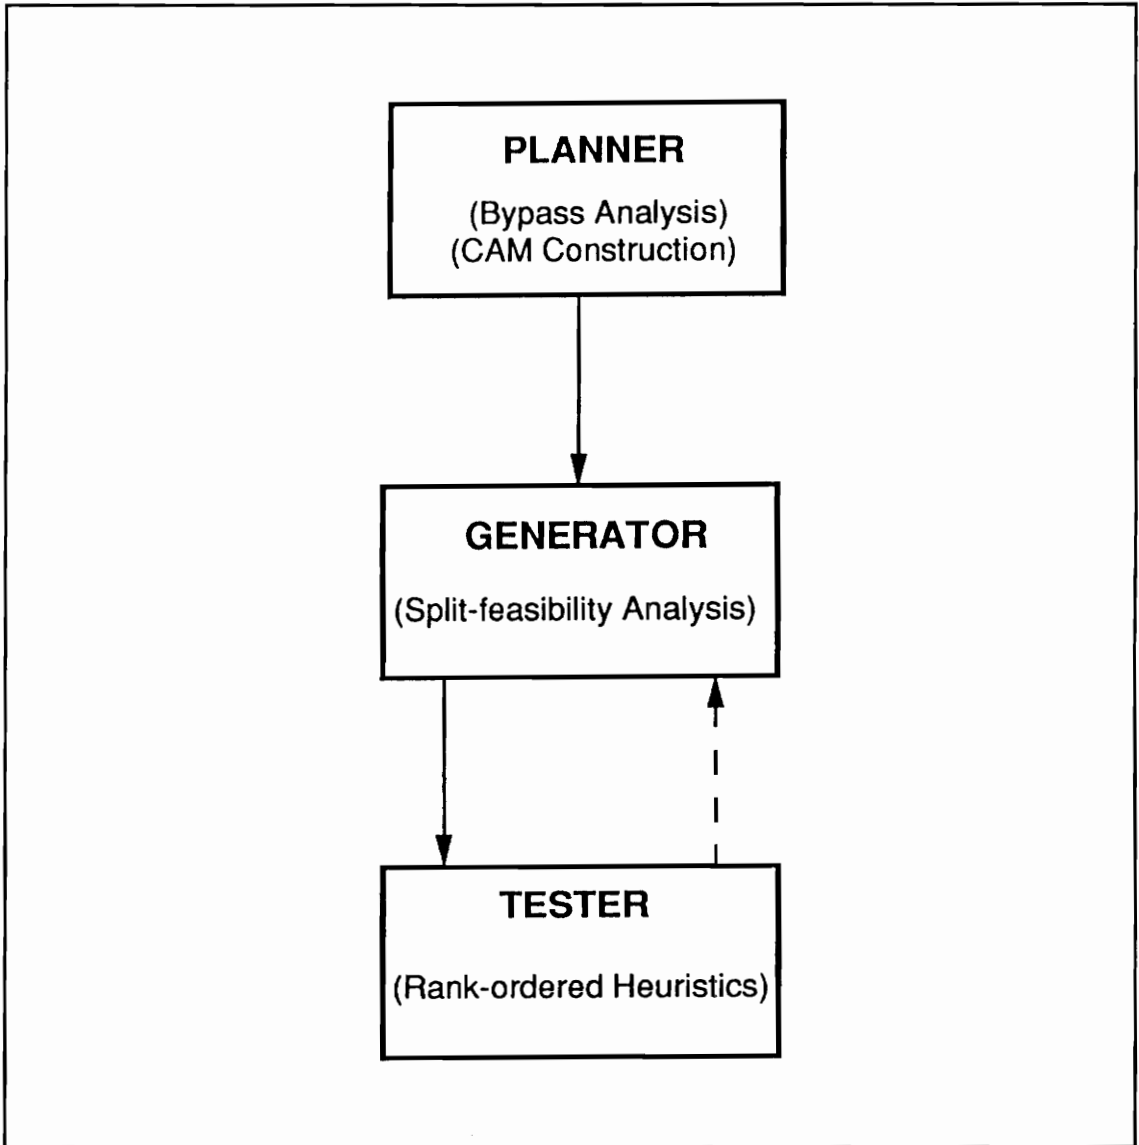 PLANNER
(Bypass Analysis)
(CAM Construction)
GENERATOR
(Split-feasibility Analysis)
TESTER
(Rank-ordered Heuristics)